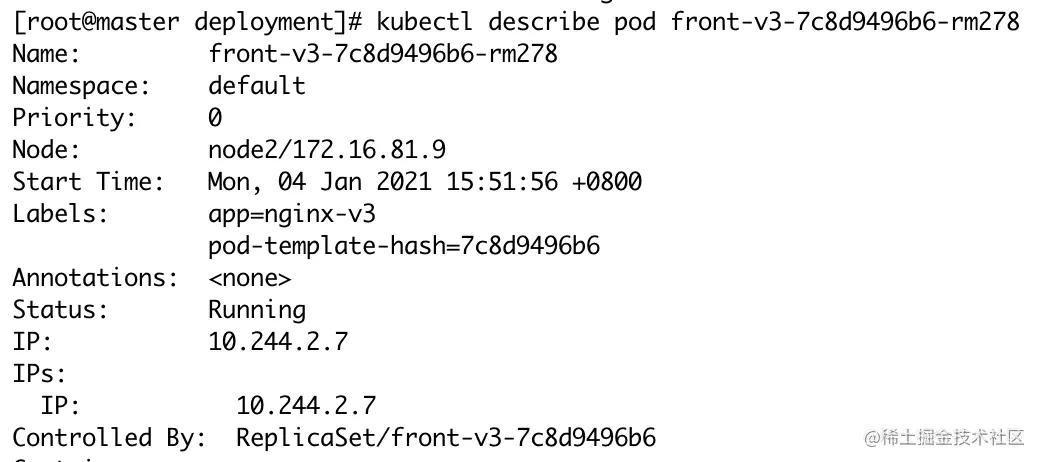 [root@master deployment]# kubectl describe pod front-v3-7c8d9496b6-rm278
Name:         front-v3-7c8d9496b6-rm278
Namespace:    default
Priority:     0
Node:         node2/172.16.81.9
Start Time:   Mon, 04 Jan 2021 15:51:56 +0800
Labels:       app=nginx-v3
              pod-template-hash=7c8d9496b6
Annotations:  <none>
Status:       Running
IP:           10.244.2.7
IPs:
  IP:           10.244.2.7
Controlled By:  ReplicaSet/front-v3-7c8d9496b6
@稀土掘金技术社区